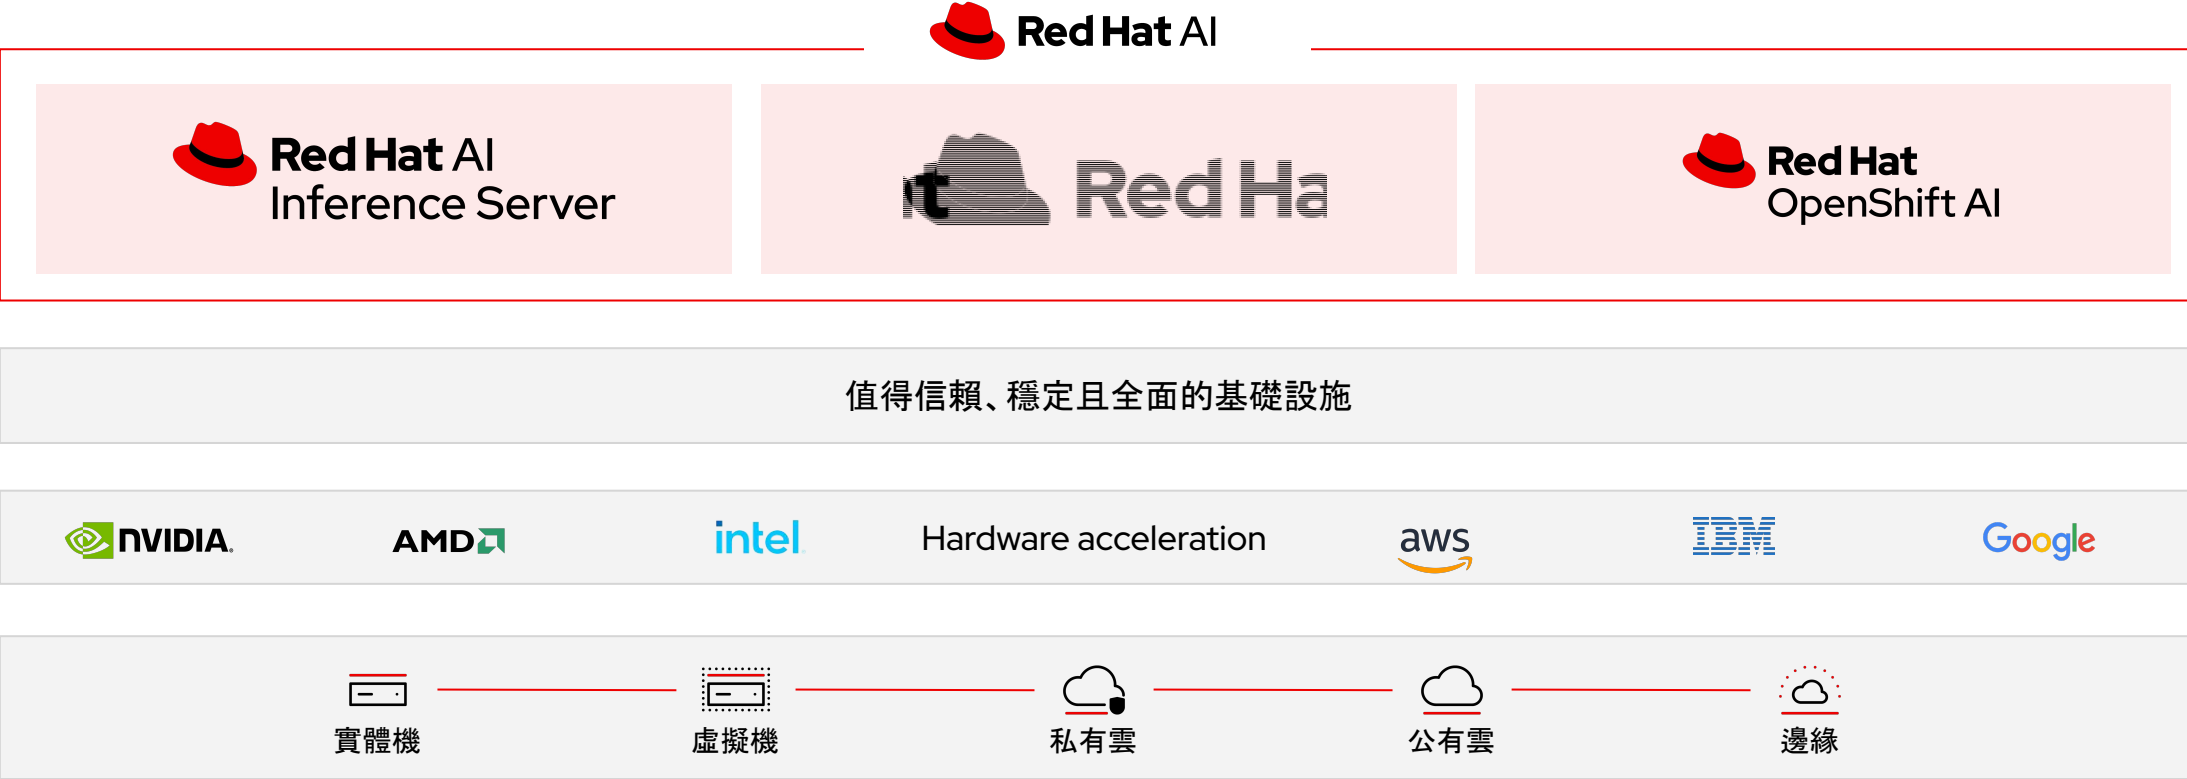 Red Hat AI
Red Hat AI
Inference Server
t Red Ha
Red Hat
OpenShift AI
值得信賴、穩定且全面的基礎設施
NVIDIA
AMD
intel
Hardware acceleration
aws
IBM
Google
實體機
虛擬機
私有雲
公有雲
邊緣